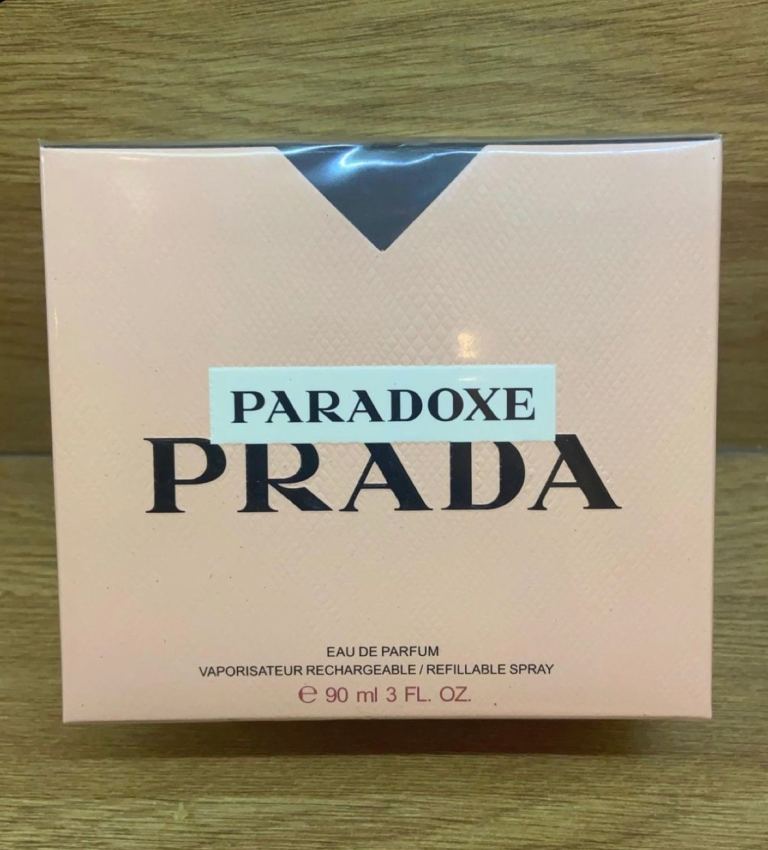 PARADOXE
PRADA
EAU DE PARFUM
VAPORISATEUR RECHARGEABLE / REFILLABLE SPRAY
℮ 90 ml 3 FL. OZ.